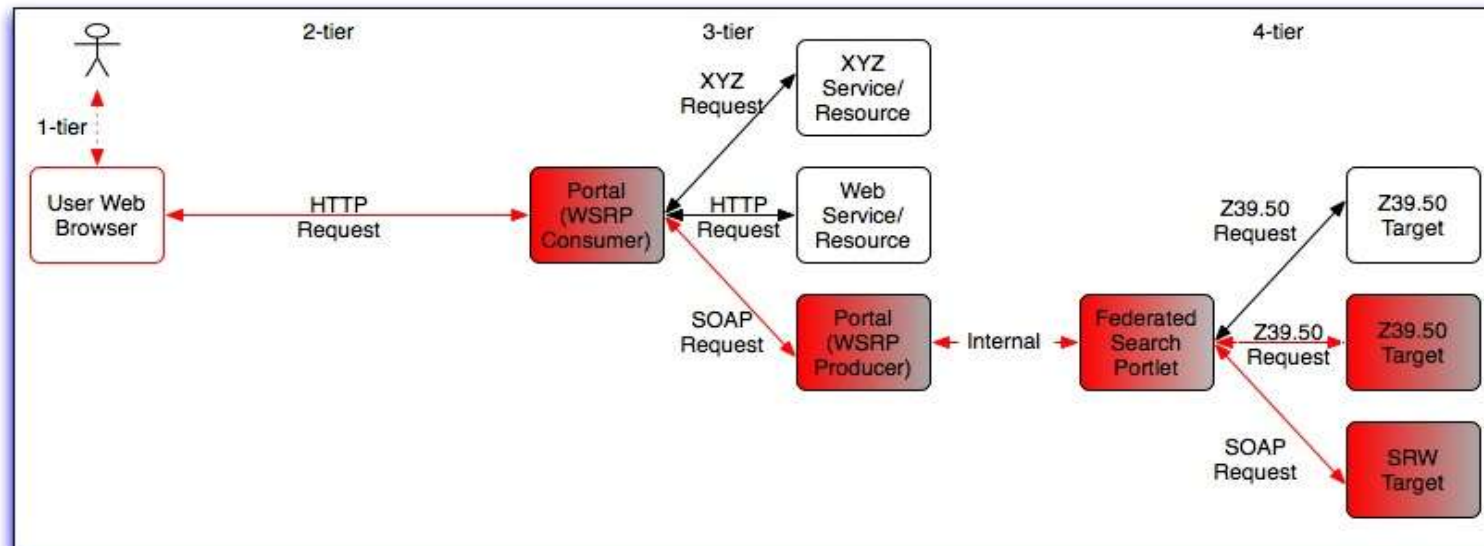 2-tier
3-tier
4-tier
1-tier
User Web
Browser
HTTP
Request
Portal
(WSRP
Consumer)
XYZ
Request
XYZ
Service/
Resource
HTTP
Request
Web
Service/
Resource
SOAP
Request
Portal
(WSRP
Producer)
Internal
Federated
Search
Portlet
Z39.50
Request
Z39.50
Target
Z39.50
Request
Z39.50
Target
SOAP
Request
SRW
Target